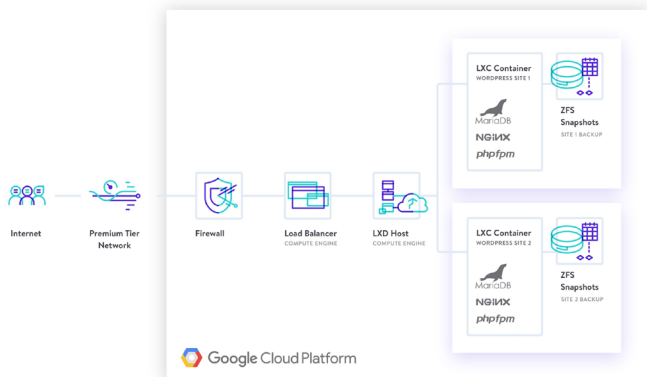 Internet
Premium Tier
Network
Firewall
Load Balancer
COMPUTE ENGINE
LXD Host
COMPUTE ENGINE
LXC Container
WORDPRESS SITE 1
MariaDB
NGINX
phpfpm
ZFS
Snapshots
SITE 1 BACKUP
LXC Container
WORDPRESS SITE 2
MariaDB
NGINX
phpfpm
ZFS
Snapshots
SITE 2 BACKUP
Google Cloud Platform